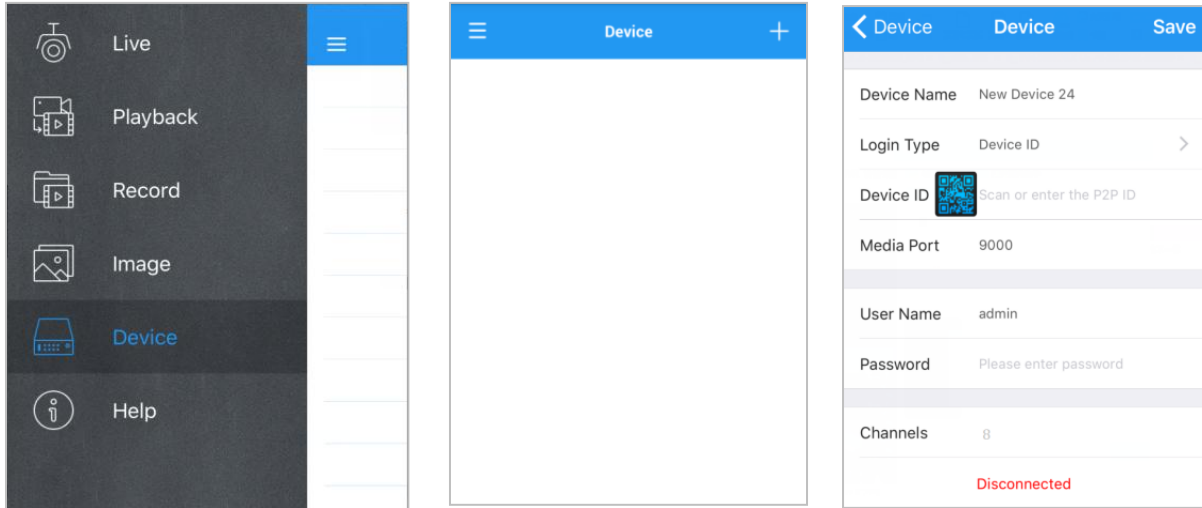 Live
Playback
Record
Image
Device
Help
Device
Device
Device
Save
Device Name New Device 24
Login Type Device ID
Device ID Scan or enter the P2P ID
Media Port 9000
User Name admin
Password Please enter password
Channels 8
Disconnected